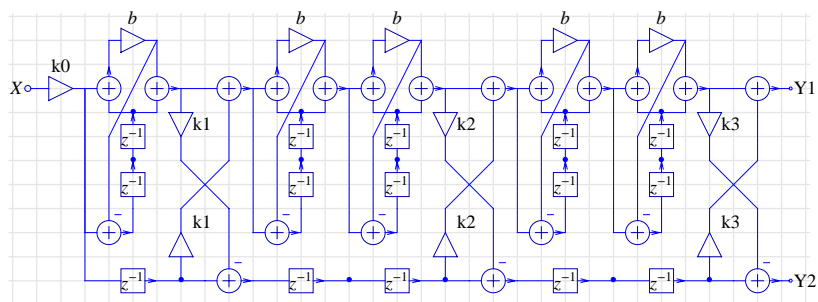 b b b b b
k0
X Y1
k1 k2 k3
z⁻¹ z⁻¹ z⁻¹ z⁻¹ z⁻¹
z⁻¹ z⁻¹ z⁻¹ z⁻¹ z⁻¹
k1 k2 k3
z⁻¹ z⁻¹ z⁻¹ z⁻¹ z⁻¹ Y2